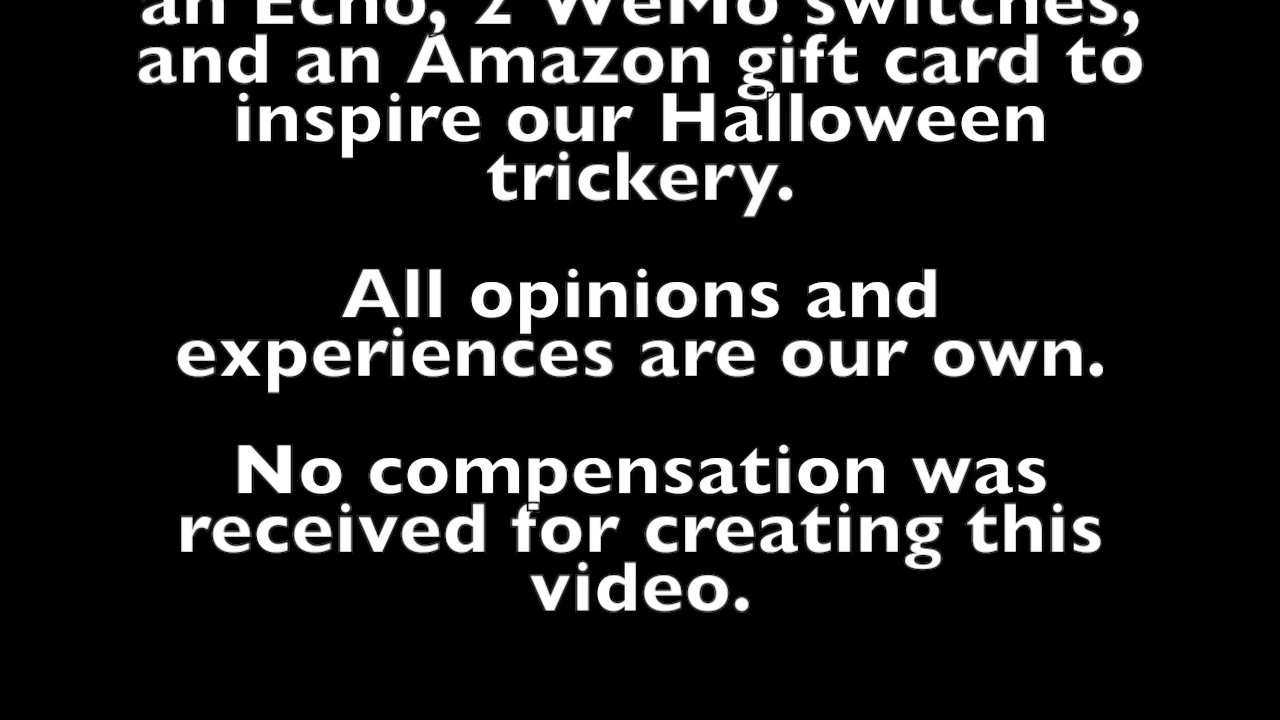 an Echo, 2 WeMo switches,
and an Amazon gift card to
inspire our Halloween
trickery.
All opinions and
experiences are our own.
No compensation was
received for creating this
video.